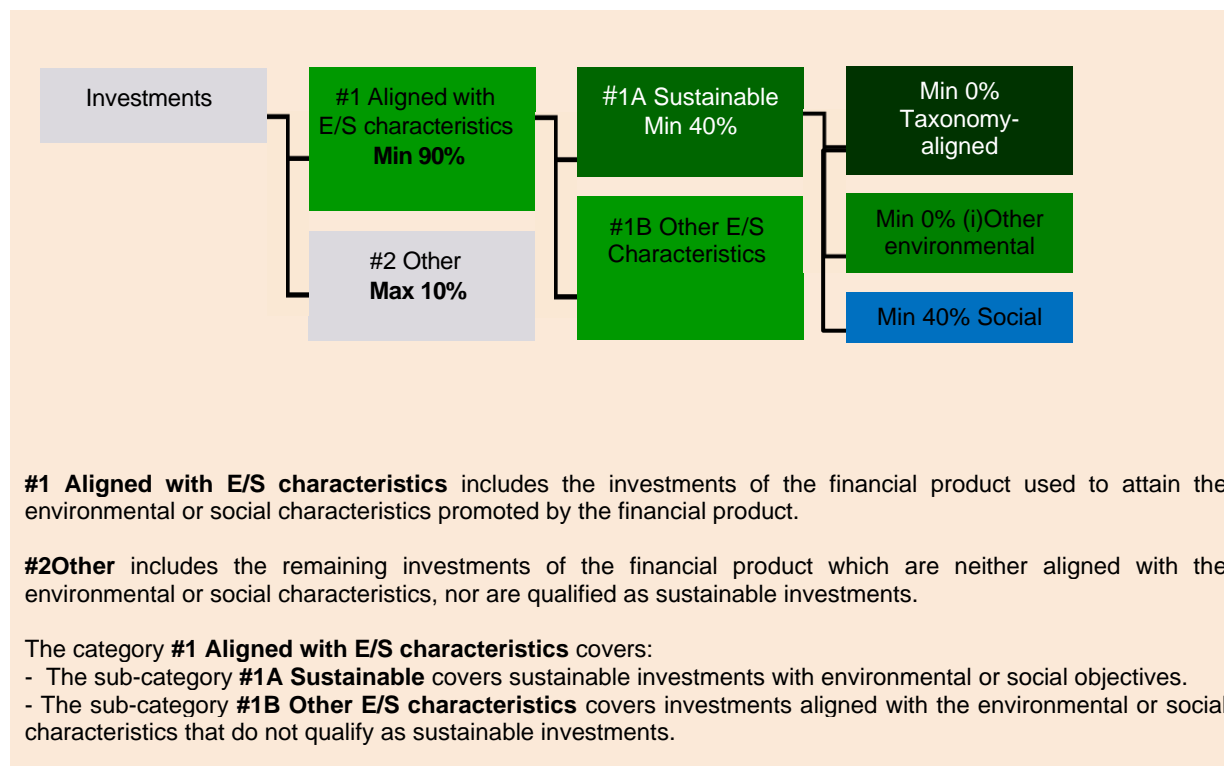 Investments
#1 Aligned with
E/S characteristics
Min 90%
#2 Other
Max 10%
#1A Sustainable
Min 40%
#1B Other E/S
Characteristics
Min 0%
Taxonomy-
aligned
Min 0% (i)Other
environmental
Min 40% Social
#1 Aligned with E/S characteristics includes the investments of the financial product used to attain the
environmental or social characteristics promoted by the financial product.
#2Other includes the remaining investments of the financial product which are neither aligned with the
environmental or social characteristics, nor are qualified as sustainable investments.
The category #1 Aligned with E/S characteristics covers:
- The sub-category #1A Sustainable covers sustainable investments with environmental or social objectives.
- The sub-category #1B Other E/S characteristics covers investments aligned with the environmental or social
characteristics that do not qualify as sustainable investments.